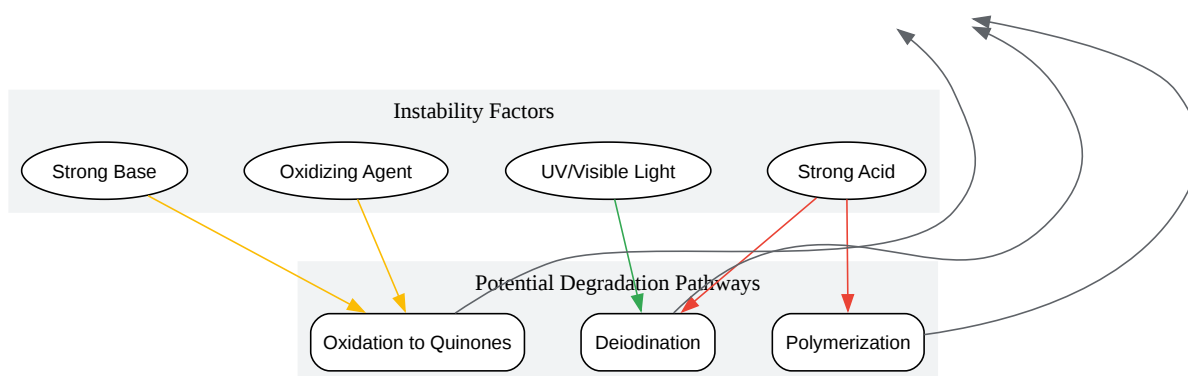 Instability Factors
Strong Base
Oxidizing Agent
UV/Visible Light
Strong Acid
Potential Degradation Pathways
Oxidation to Quinones
Deiodination
Polymerization